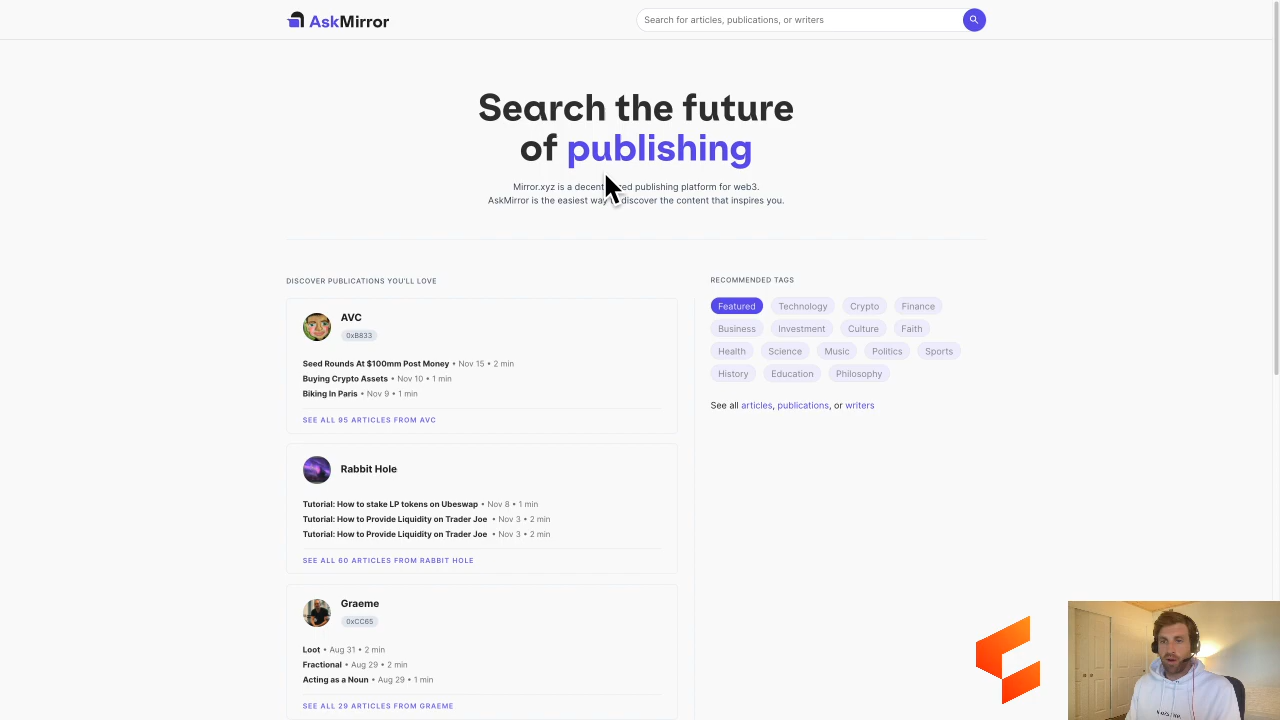 AskMirror
Search for articles, publications, or writers
Search the future
of publishing
Mirror.xyz is a publishing platform for web3.
AskMirror is the easiest way discover the content that inspires you.
DISCOVER PUBLICATIONS YOU'LL LOVE
AVC
0xB833
Seed Rounds At $100mm Post Money • Nov 15 • 2 min
Buying Crypto Assets • Nov 10 • 1 min
Biking In Paris • Nov 9 • 1 min
SEE ALL 95 ARTICLES FROM AVC
Rabbit Hole
Tutorial: How to stake LP tokens on Ubeswap • Nov 8 • 1 min
Tutorial: How to Provide Liquidity on Trader Joe • Nov 3 • 2 min
Tutorial: How to Provide Liquidity on Trader Joe • Nov 3 • 2 min
SEE ALL 60 ARTICLES FROM RABBIT HOLE
Graeme
0xCC65
Loot • Aug 31 • 2 min
Fractional • Aug 29 • 2 min
Acting as a Noun • Aug 29 • 1 min
SEE ALL 29 ARTICLES FROM GRAEME
RECOMMENDED TAGS
Featured Technology Crypto Finance
Business Investment Culture Faith
Health Science Music Politics Sports
History Education Philosophy
See all articles, publications, or writers